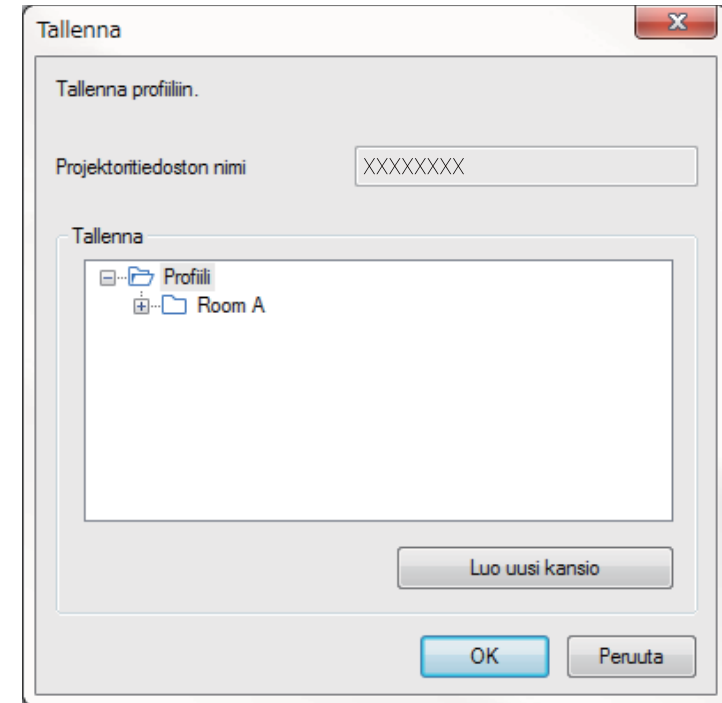 Tallenna
Tallenna profiiliin.
Projektoritiedoston nimi XXXXXXXX
Tallenna
Profiili
Room A
Luo uusi kansio
OK Peruuta